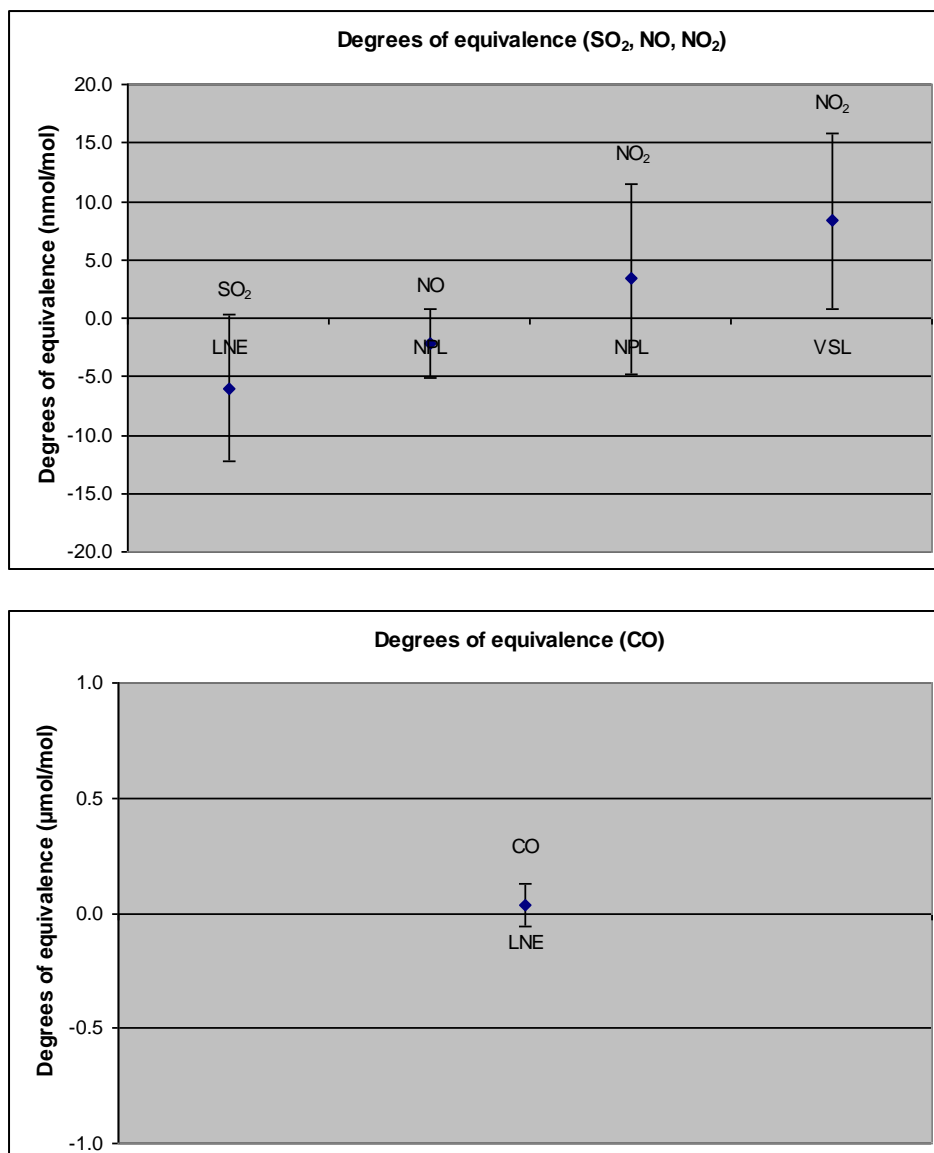 Degrees of equivalence (SO₂, NO, NO₂)
Degrees of equivalence (nmol/mol)
20.0
15.0
10.0
5.0
0.0
-5.0
-10.0
-15.0
-20.0
SO₂
NO
NO₂
NO₂
LNE
NPL
NPL
VSL
Degrees of equivalence (CO)
Degrees of equivalence (µmol/mol)
1.0
0.5
0.0
-0.5
-1.0
CO
LNE